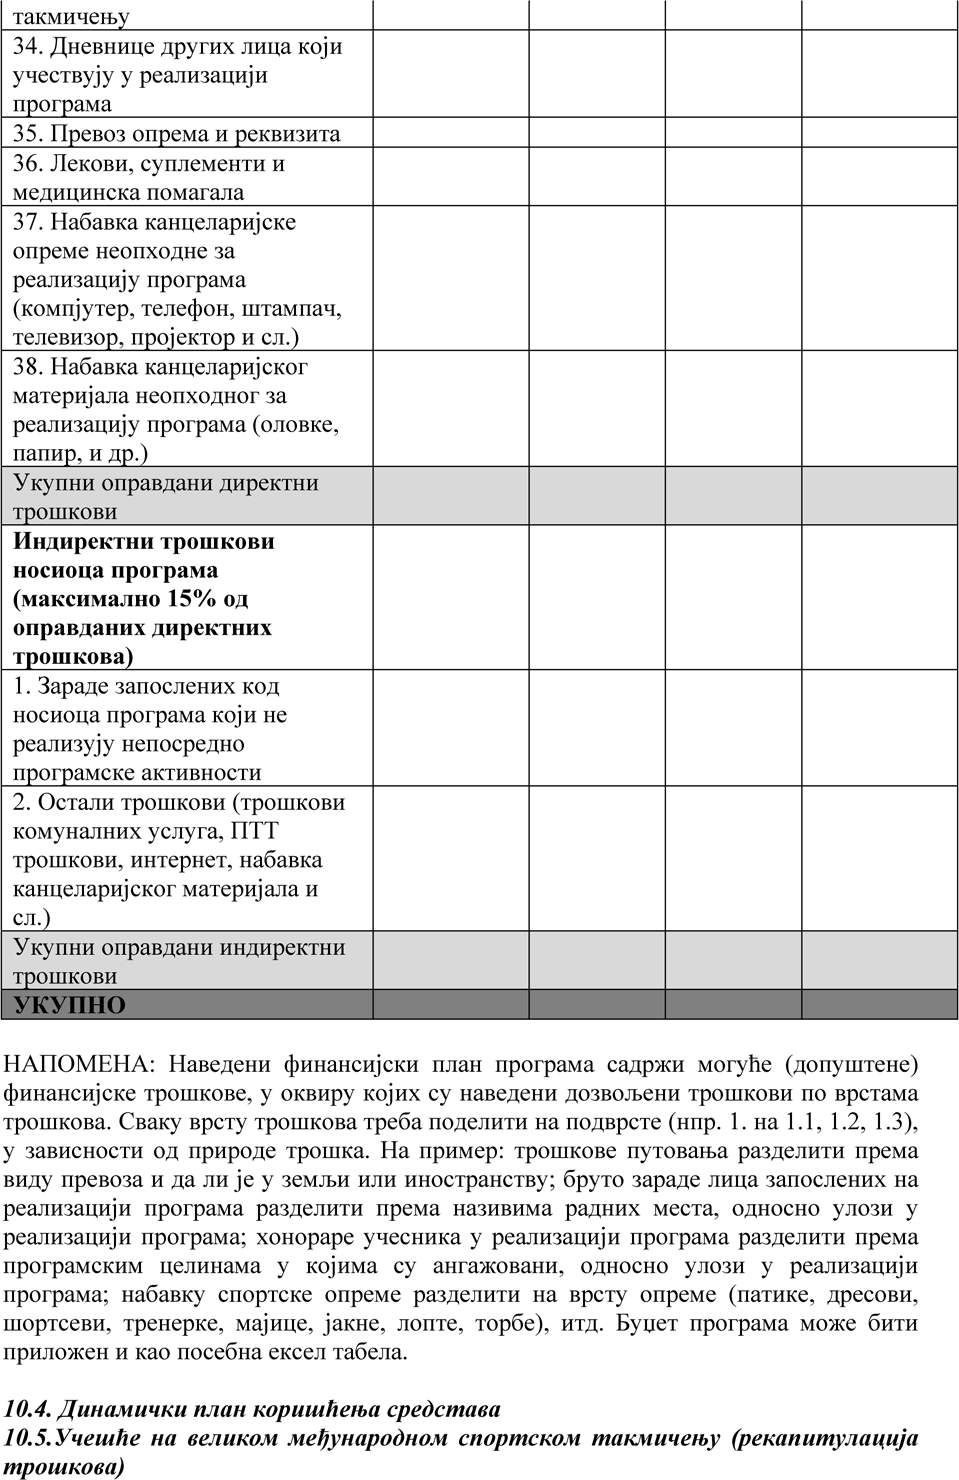 такмичењу
34. Дневнице других лица који
учествују у реализацији
програма
35. Превоз опрема и реквизита
36. Лекови, суплементи и
медицинска помагала
37. Набавка канцеларијске
опреме неопходне за
реализацију програма
(компјутер, телефон, штампач,
телевизор, пројектор и сл.)
38. Набавка канцеларијског
материјала неопходног за
реализацију програма (оловке,
папир, и др.)
Укупни оправдани директни
трошкови
Индиректни трошкови
носиоца програма
(максимално 15% од
оправданих директних
трошкова)
1. Зараде запослених код
носиоца програма који не
реализују непосредно
програмске активности
2. Остали трошкови (трошкови
комуналних услуга, ПТТ
трошкови, интернет, набавка
канцеларијског материјала и
сл.)
Укупни оправдани индиректни
трошкови
УКУПНО
НАПОМЕНА: Наведени финансијски план програма садржи могуће (допуштене)
финансијске трошкове, у оквиру којих су наведени дозвољени трошкови по врстама
трошкова. Сваку врсту трошкова треба поделити на подврсте (нпр. 1. на 1.1, 1.2, 1.3),
у зависности од природе трошка. На пример: трошкове путовања разделити према
виду превоза и да ли је у земљи или иностранству; бруто зараде лица запослених на
реализацији програма разделити према називима радних места, односно улози у
реализацији програма; хонораре учесника у реализацији програма разделити према
програмским целинама у којима су ангажовани, односно улози у реализацији
програма; набавку спортске опреме разделити на врсту опреме (патике, дресови,
шортсеви, тренерке, мајице, јакне, лопте, торбе), итд. Буџет програма може бити
приложен и као посебна ексел табела.
10.4. Динамички план коришћења средстава
10.5.Учешће на великом међународном спортском такмичењу (рекапитулација
трошкова)